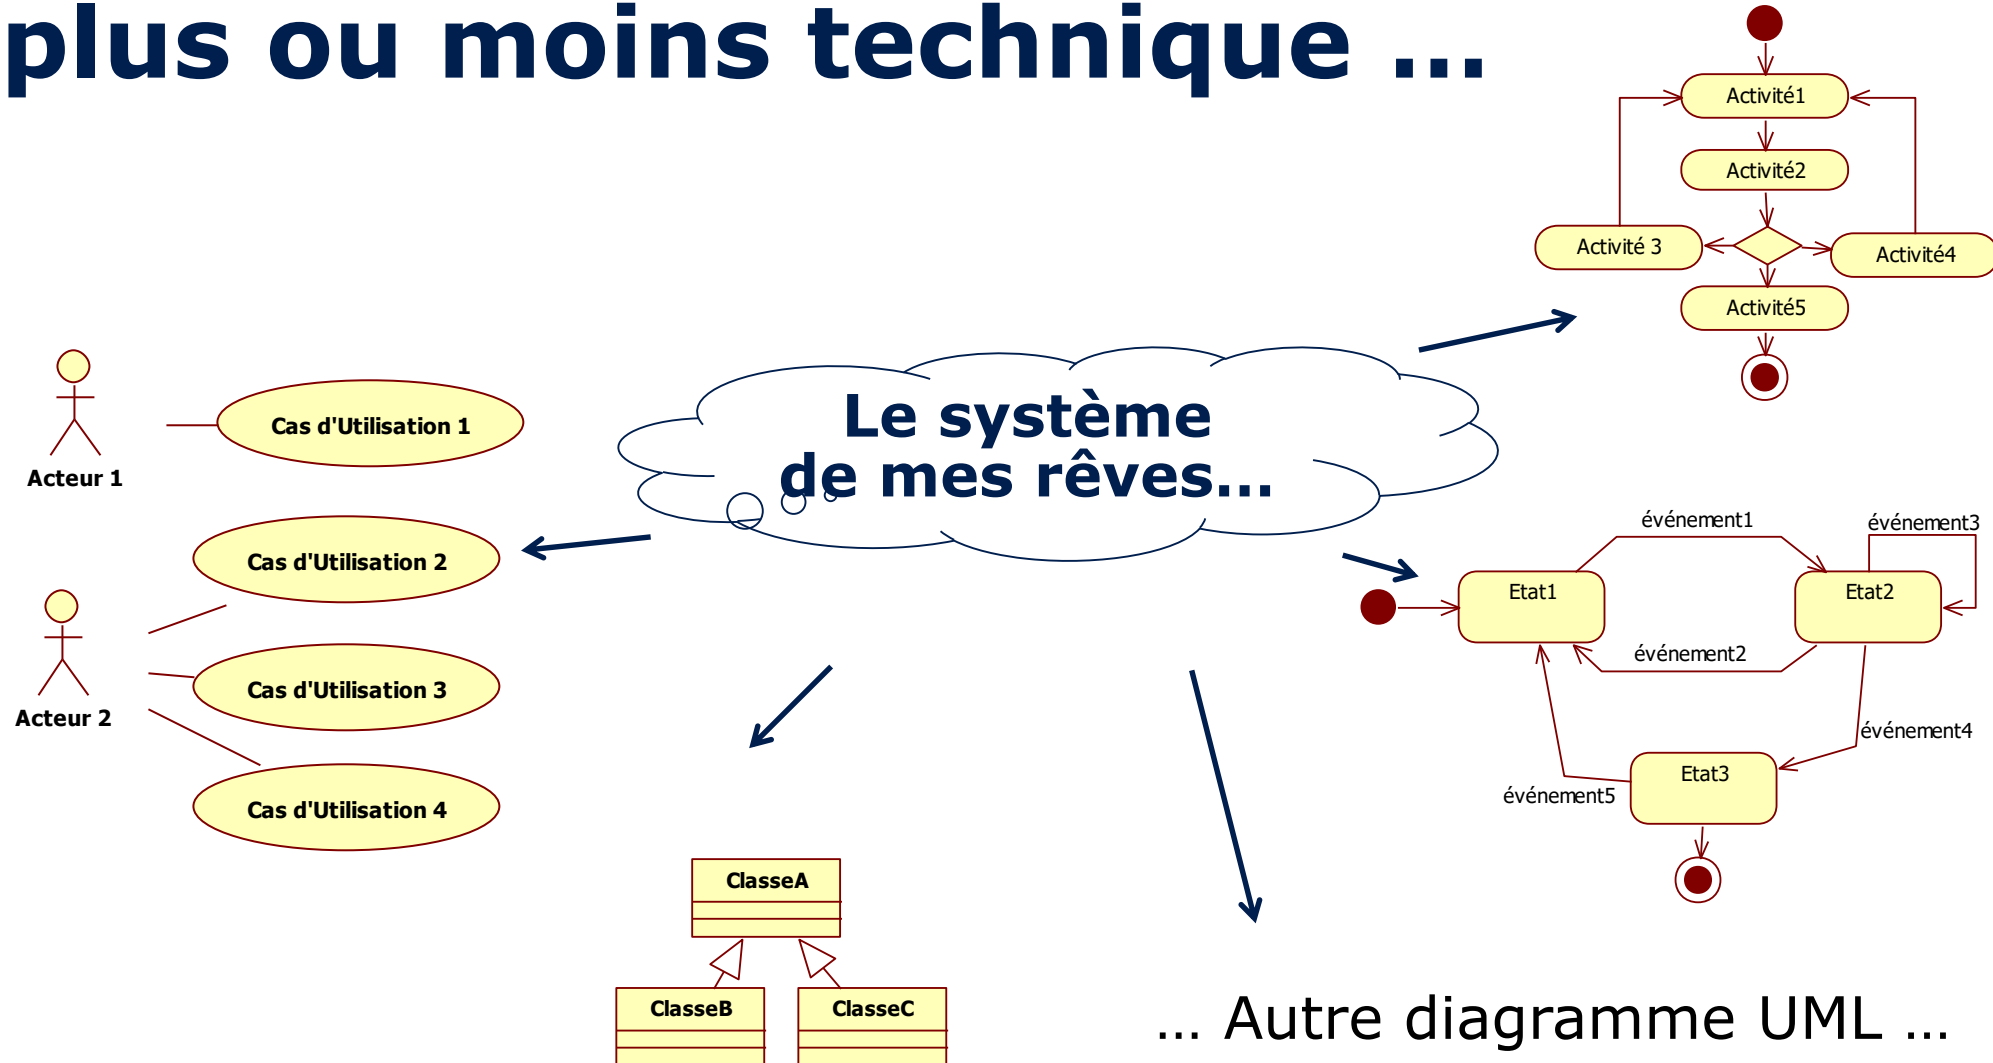 plus ou moins technique ...
Activité1
Activité2
Activité 3
Activité4
Activité5
Le système
de mes rêves...
Cas d'Utilisation 1
Acteur 1
Cas d'Utilisation 2
Cas d'Utilisation 3
Acteur 2
Cas d'Utilisation 4
événement1
événement3
Etat1
Etat2
événement2
événement4
Etat3
événement5
ClasseA
ClasseB
ClasseC
... Autre diagramme UML ...